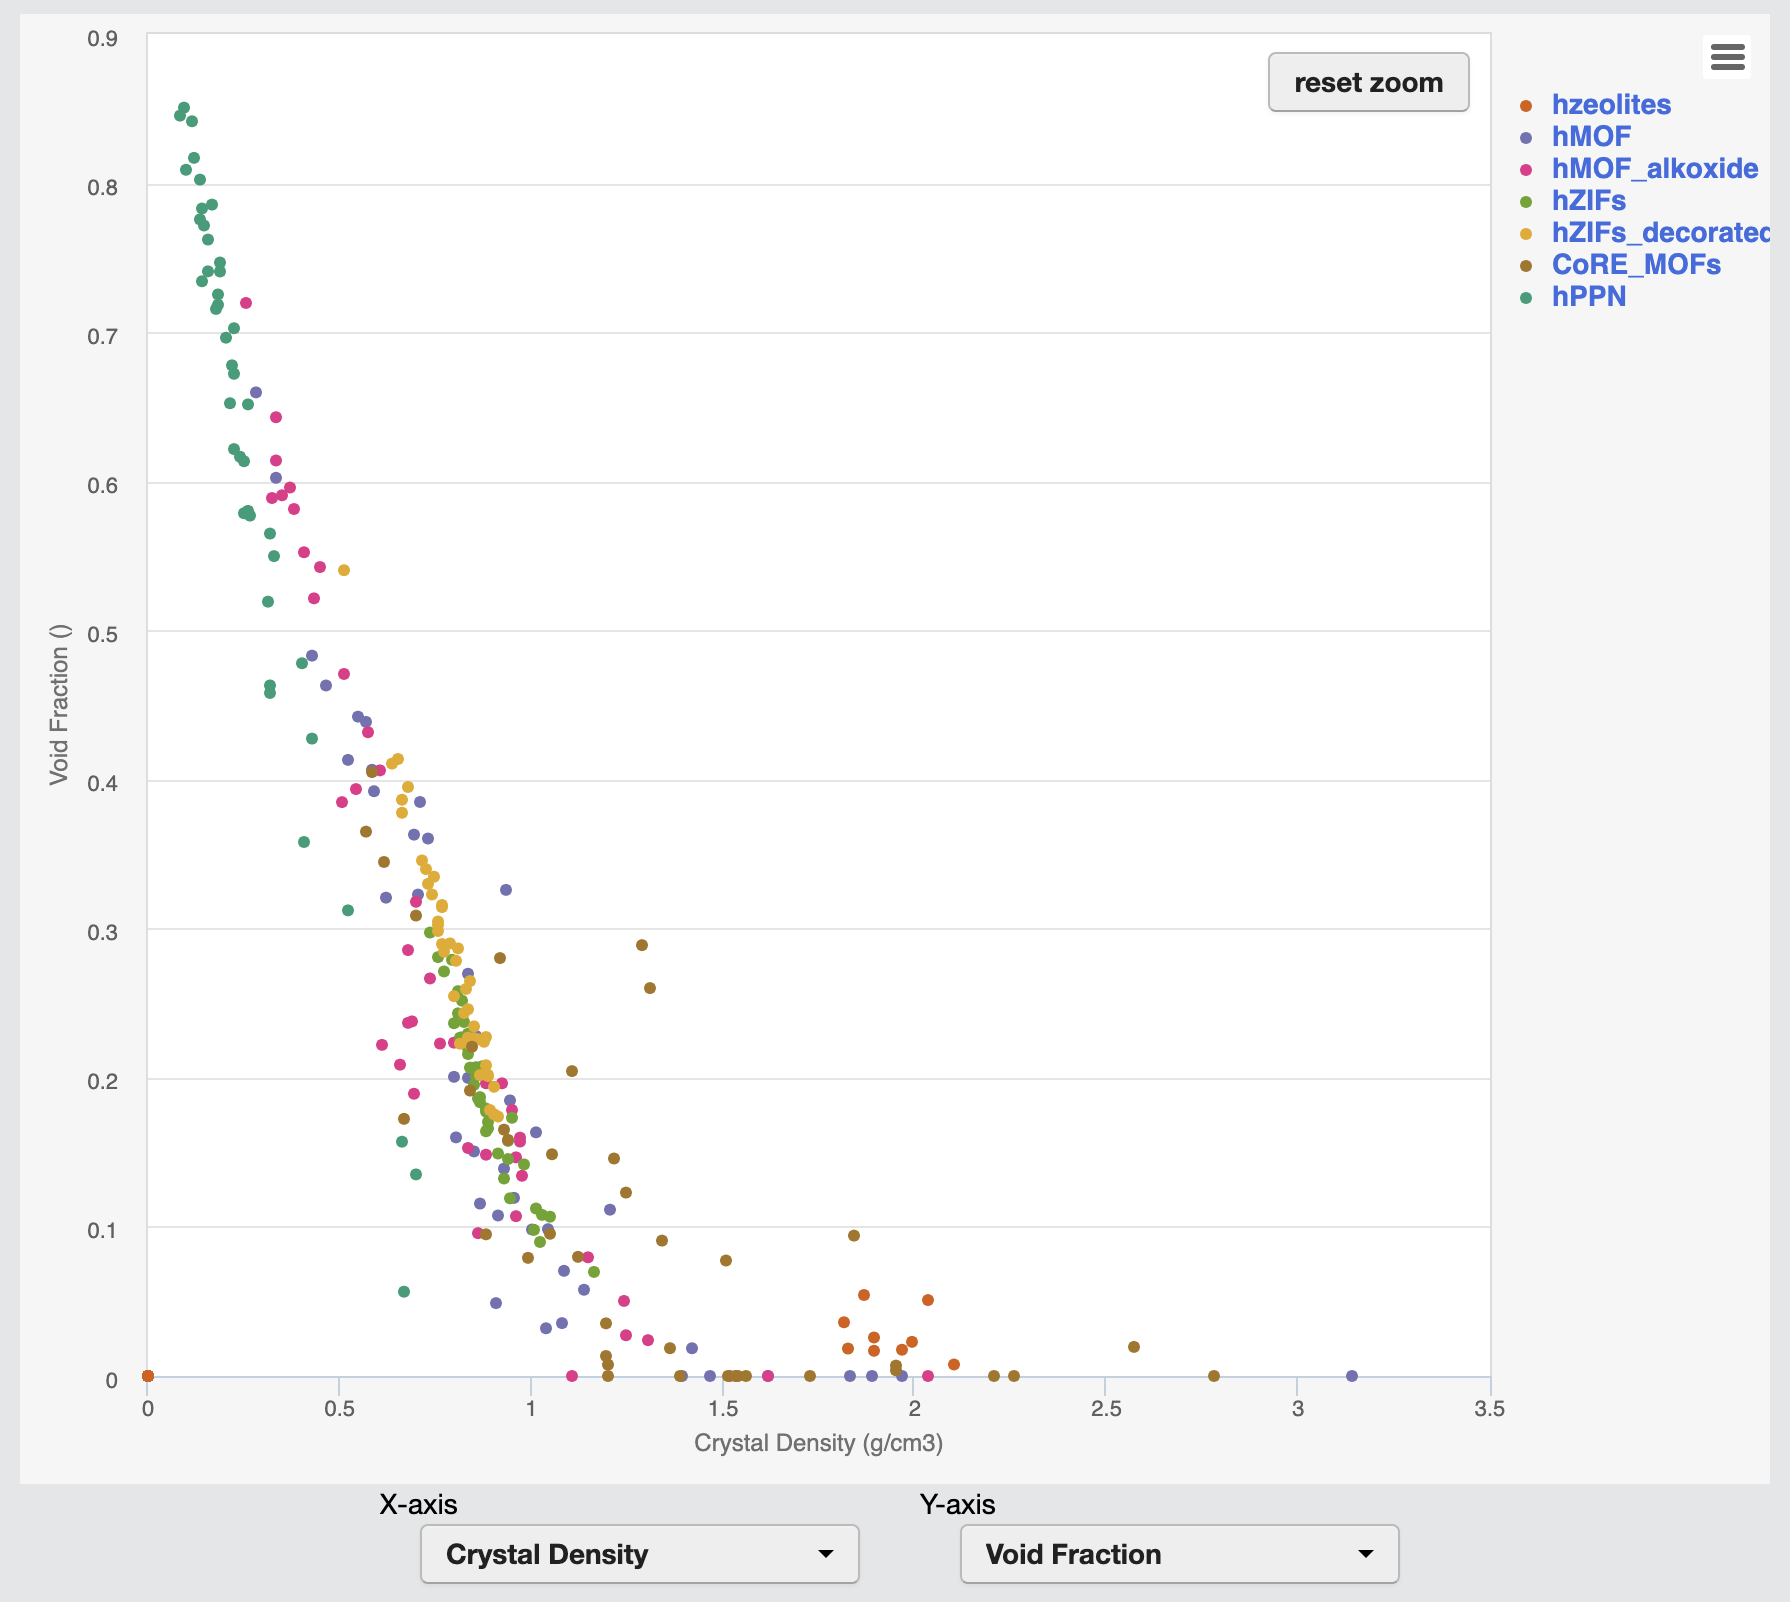 0.9
0.8
0.7
0.6
0.5
0.4
0.3
0.2
0.1
0
Void Fraction ()
reset zoom
hzeolites
hMOF
hMOF_alkoxide
hZIFs
hZIFs_decorated
CoRE_MOFs
hPPN
0 0.5 1 1.5 2 2.5 3 3.5
Crystal Density (g/cm3)
X-axis Y-axis
Crystal Density Void Fraction